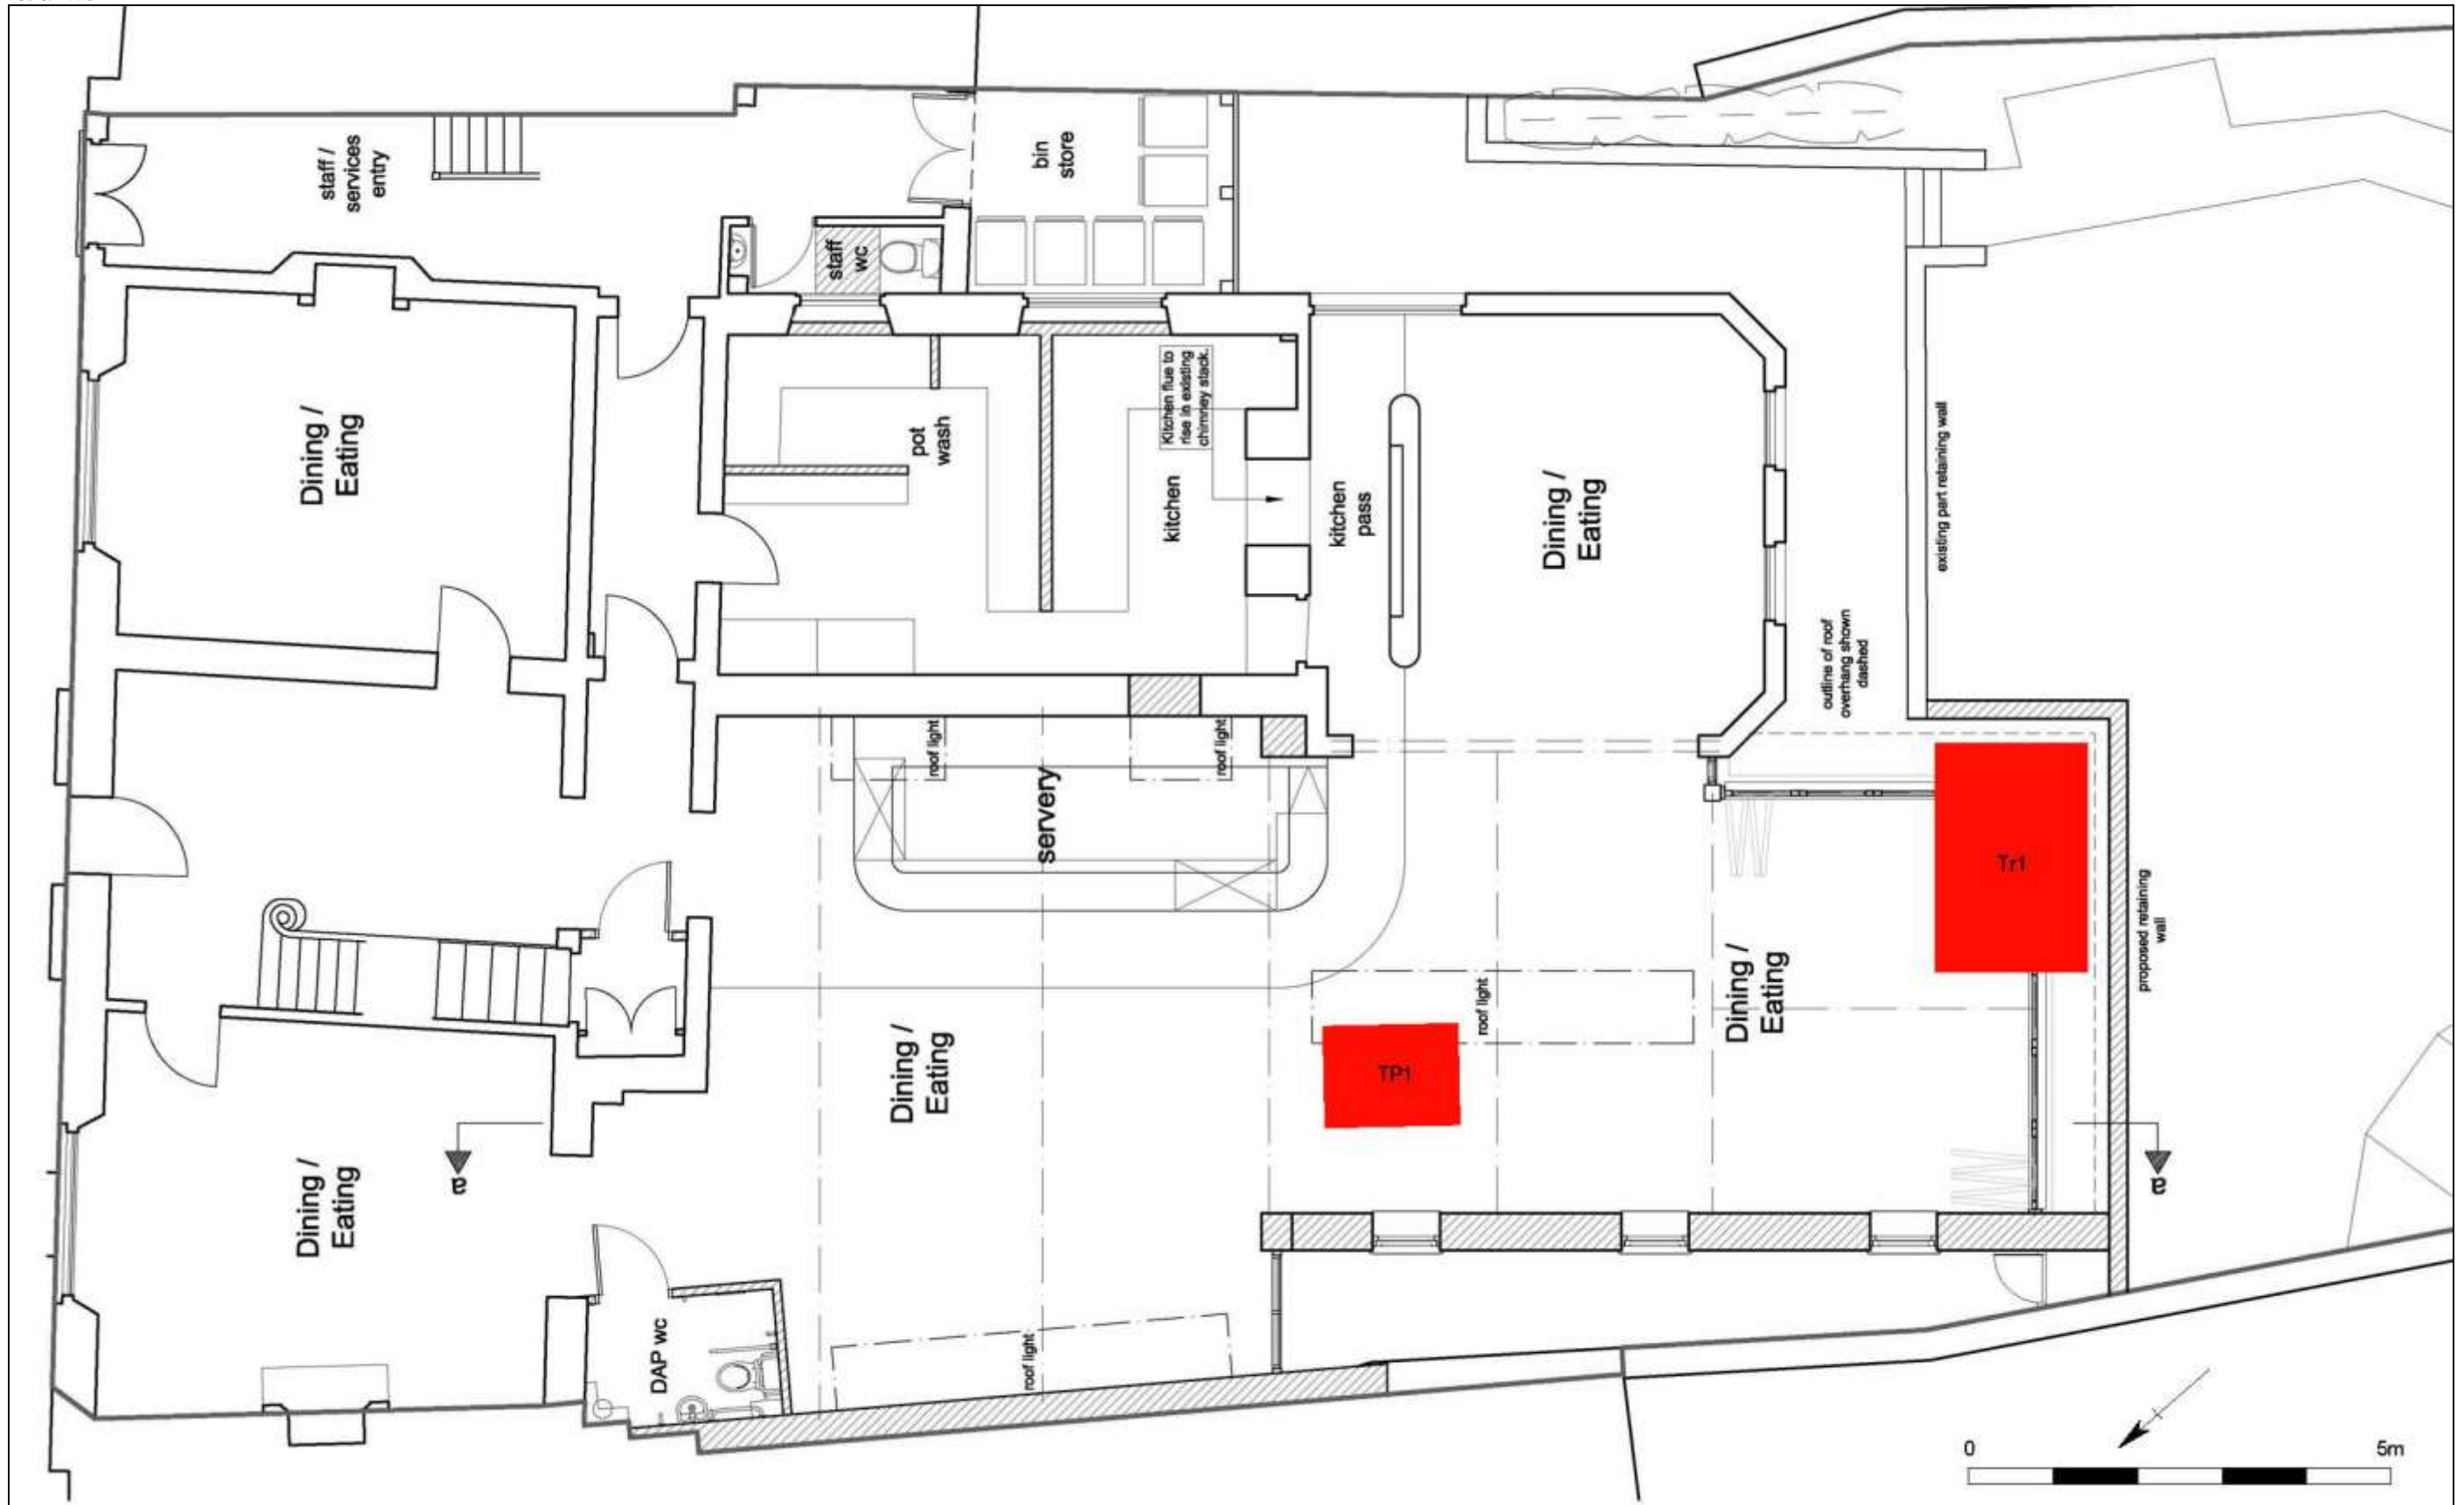 staff /
services
entry
bin
store
staff
wc
Dining /
Eating
pot
wash
Kitchen flue to
rise in existing
chimney stack.
kitchen
kitchen
pass
Dining /
Eating
existing part retaining wall
outline of roof
overhang shown
dashed
roof light
roof light
servery
Tr1
proposed retaining
wall
Dining /
Eating
roof light
TP1
Dining /
Eating
Dining /
Eating
a
a
DAP wc
roof light
0
5m